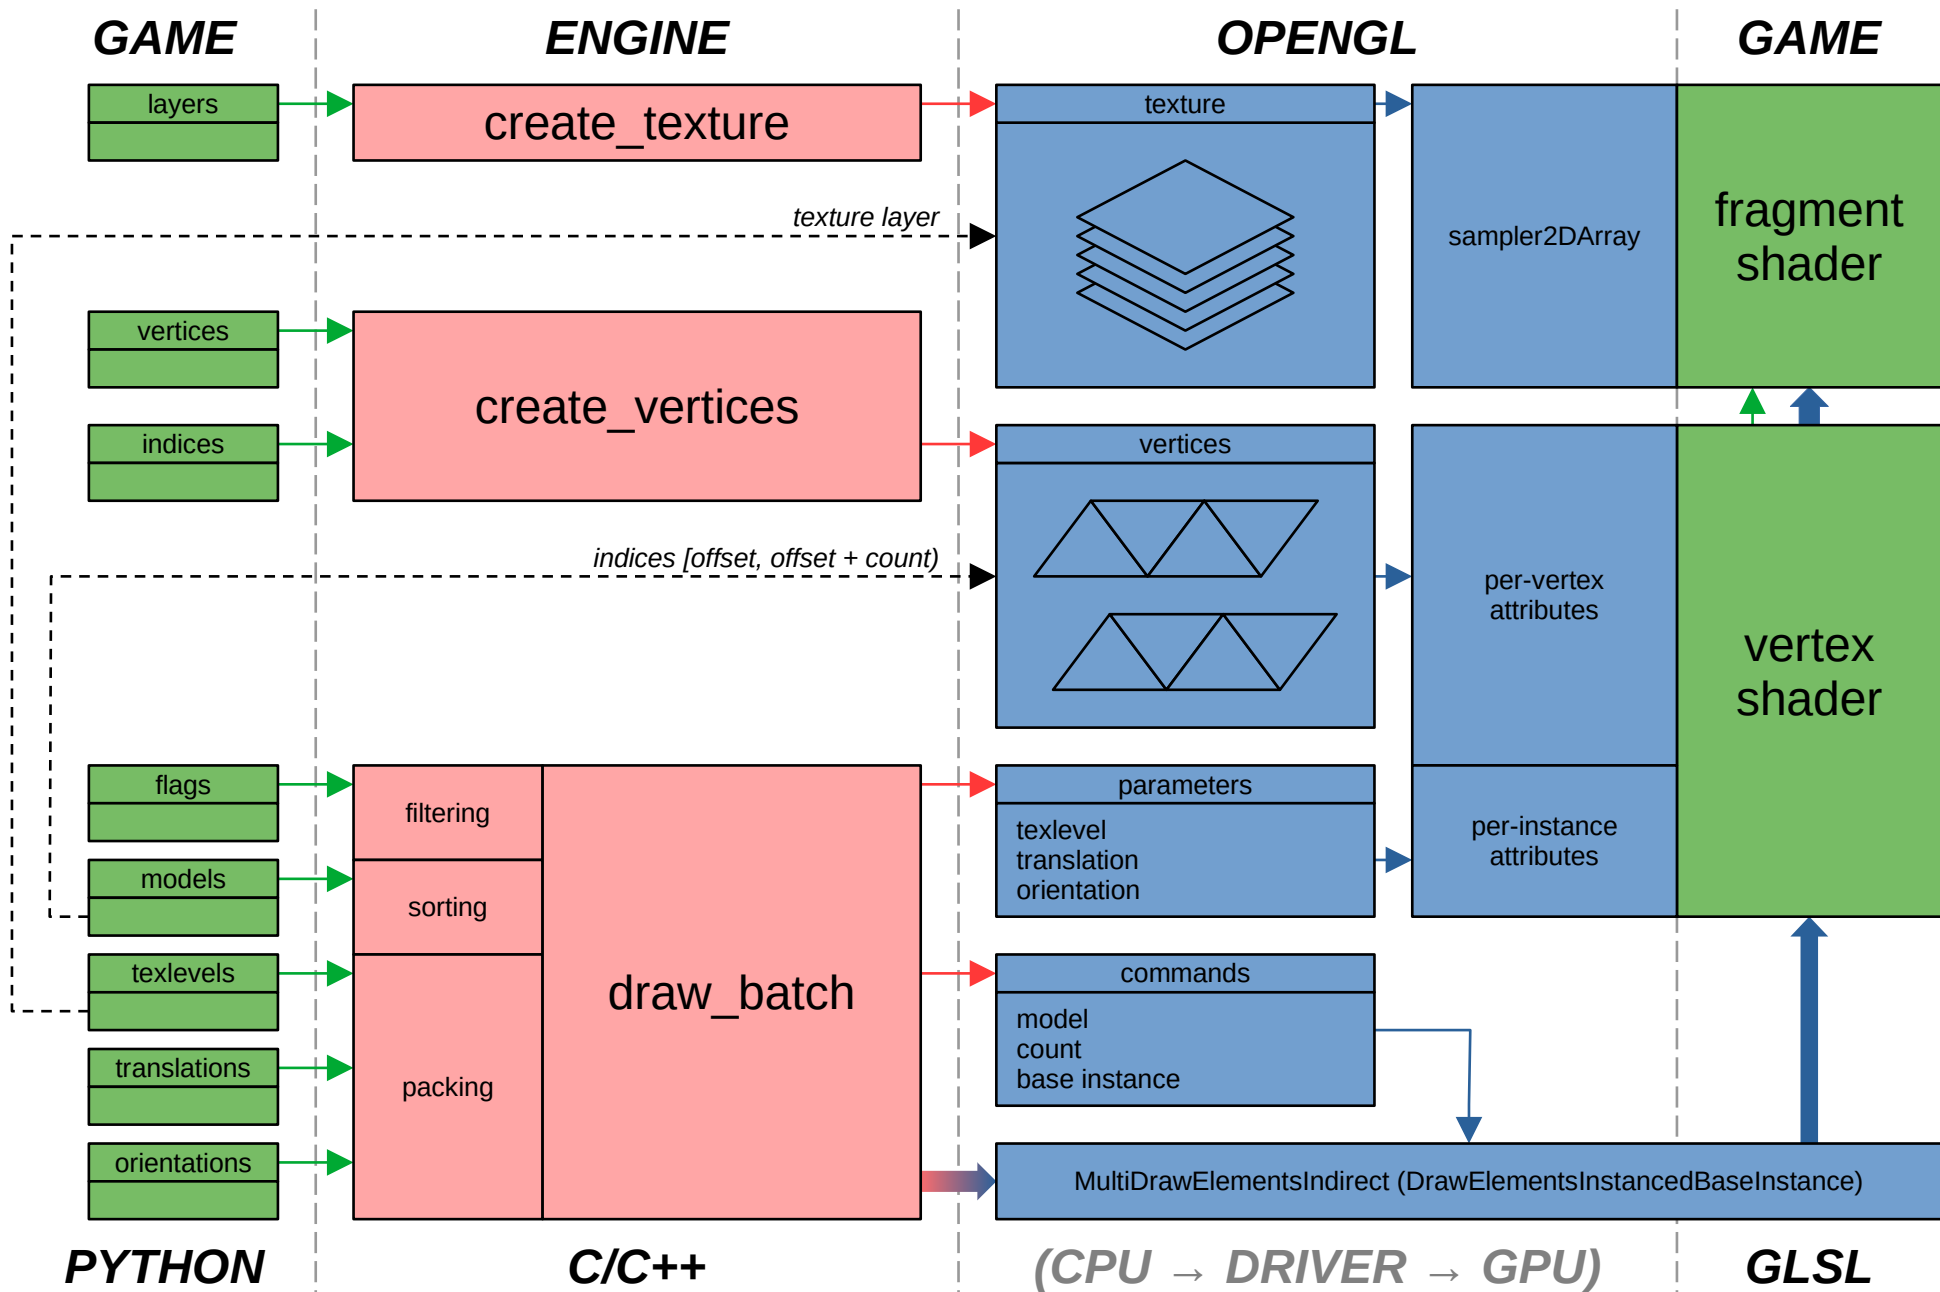 GAME
ENGINE
OPENGL
GAME
layers
create_texture
texture
texture layer
sampler2DArray
fragment
shader
vertices
indices
create_vertices
vertices
indices [offset, offset + count)
per-vertex
attributes
vertex
shader
flags
models
texlevels
translations
orientations
filtering
sorting
packing
draw_batch
parameters
texlevel
translation
orientation
per-instance
attributes
commands
model
count
base instance
MultiDrawElementsIndirect (DrawElementsInstancedBaseInstance)
PYTHON
C/C++
(CPU → DRIVER → GPU)
GLSL